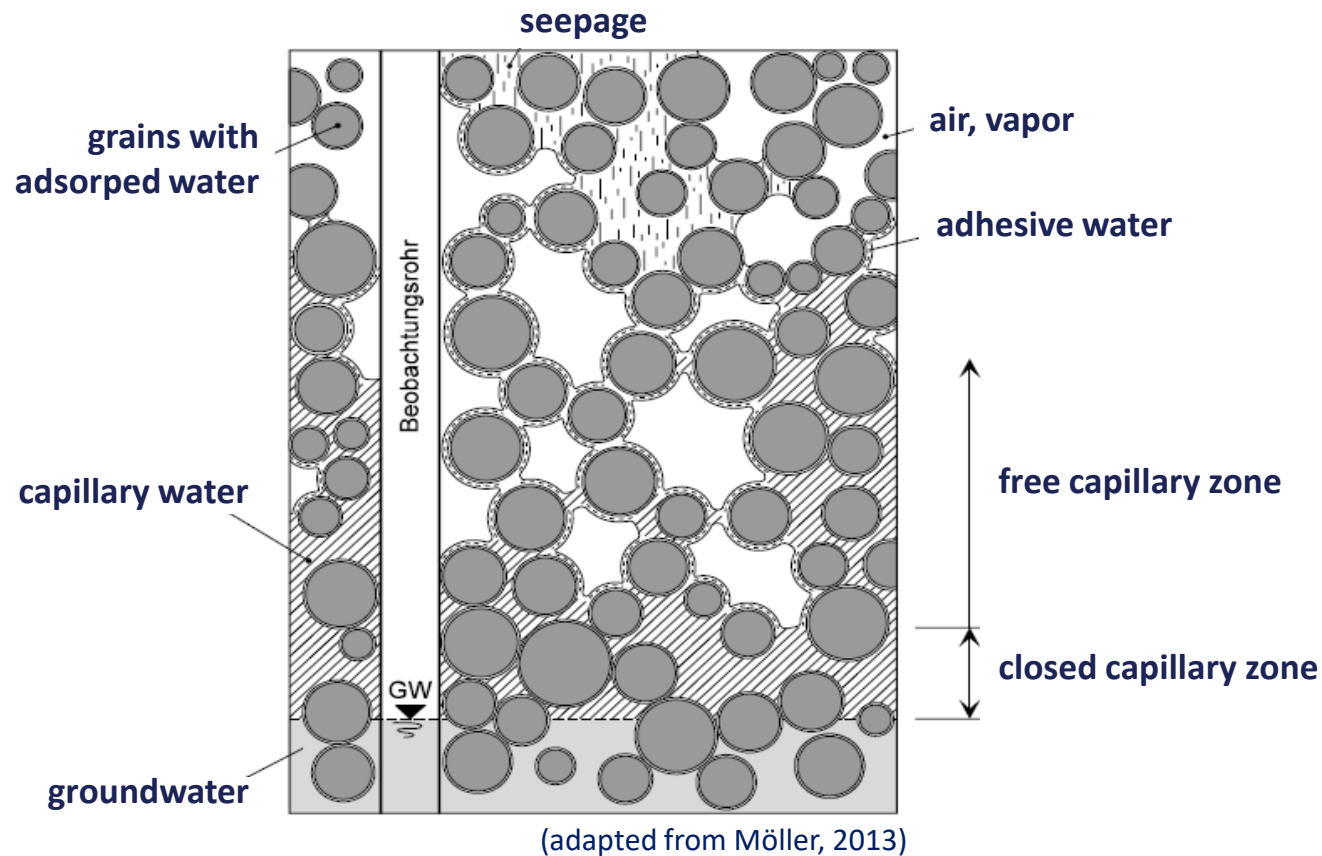 seepage
grains with
adsorped water
air, vapor
adhesive water
Beobachtungsrohr
free capillary zone
capillary water
closed capillary zone
GW
groundwater
(adapted from Möller, 2013)